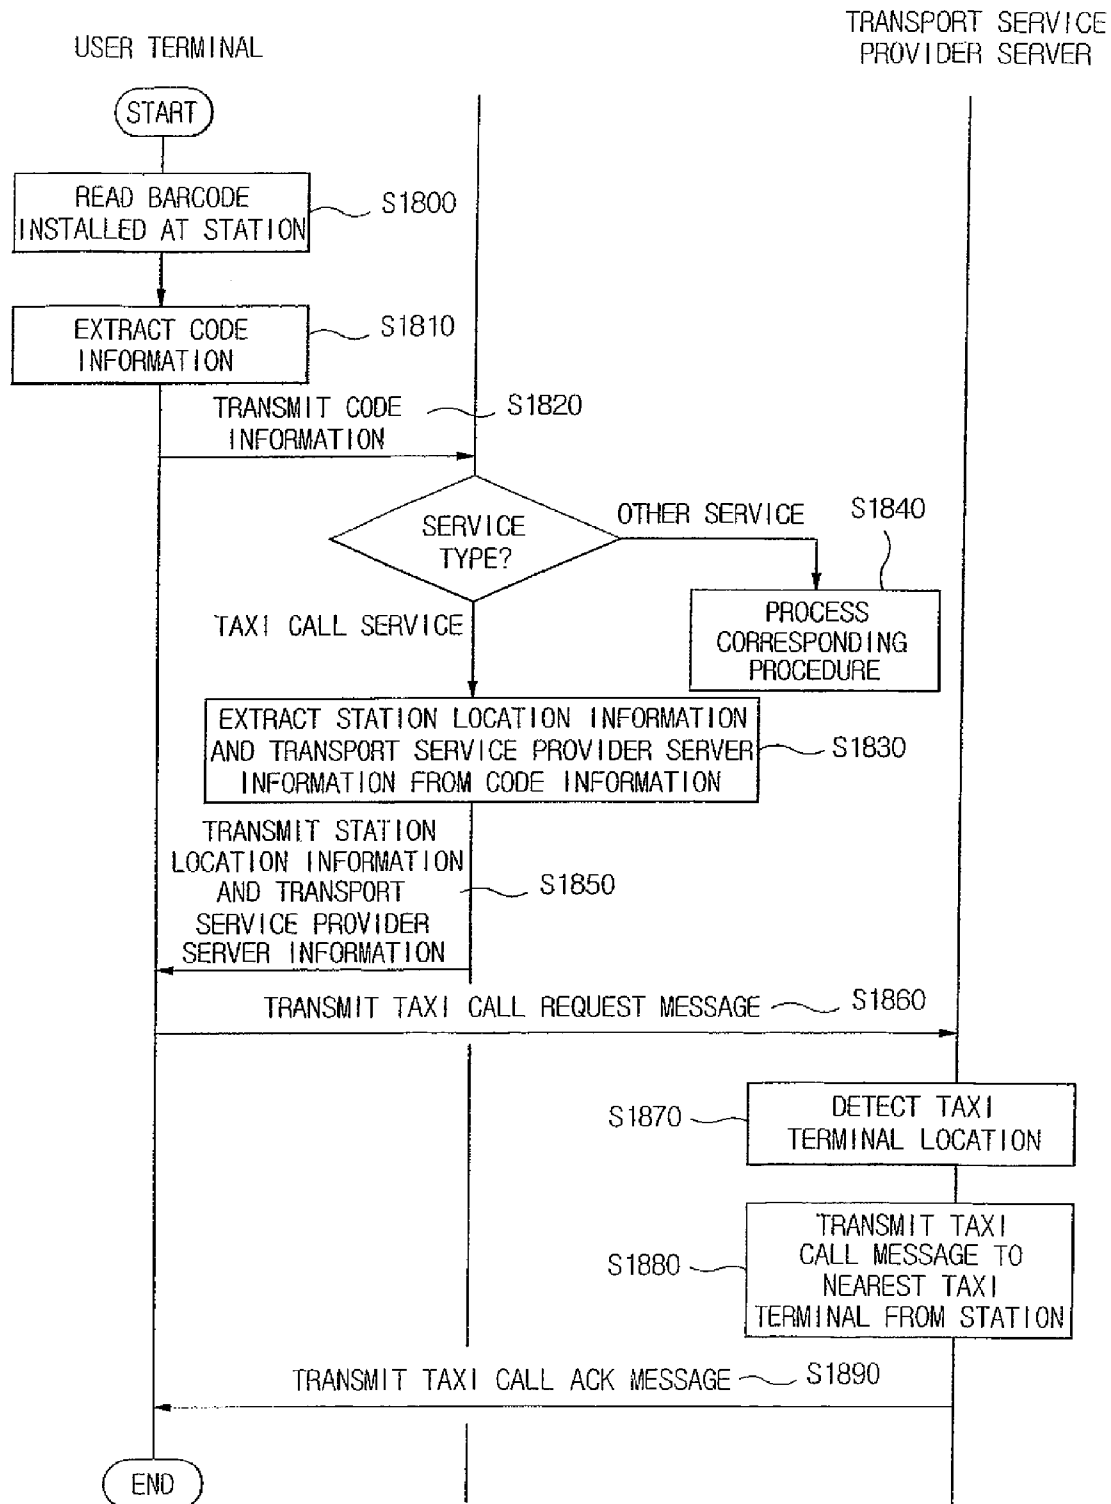 USER TERMINAL
TRANSPORT SERVICE
PROVIDER SERVER
START
READ BARCODE
INSTALLED AT STATION
S1800
EXTRACT CODE
INFORMATION
S1810
TRANSMIT CODE
INFORMATION
S1820
SERVICE
TYPE?
OTHER SERVICE
S1840
PROCESS
CORRESPONDING
PROCEDURE
TAXI CALL SERVICE
EXTRACT STATION LOCATION INFORMATION
AND TRANSPORT SERVICE PROVIDER SERVER
INFORMATION FROM CODE INFORMATION
S1830
TRANSMIT STATION
LOCATION INFORMATION
AND TRANSPORT
SERVICE PROVIDER
SERVER INFORMATION
S1850
TRANSMIT TAXI CALL REQUEST MESSAGE
S1860
S1870
DETECT TAXI
TERMINAL LOCATION
S1880
TRANSMIT TAXI
CALL MESSAGE TO
NEAREST TAXI
TERMINAL FROM STATION
TRANSMIT TAXI CALL ACK MESSAGE
S1890
END